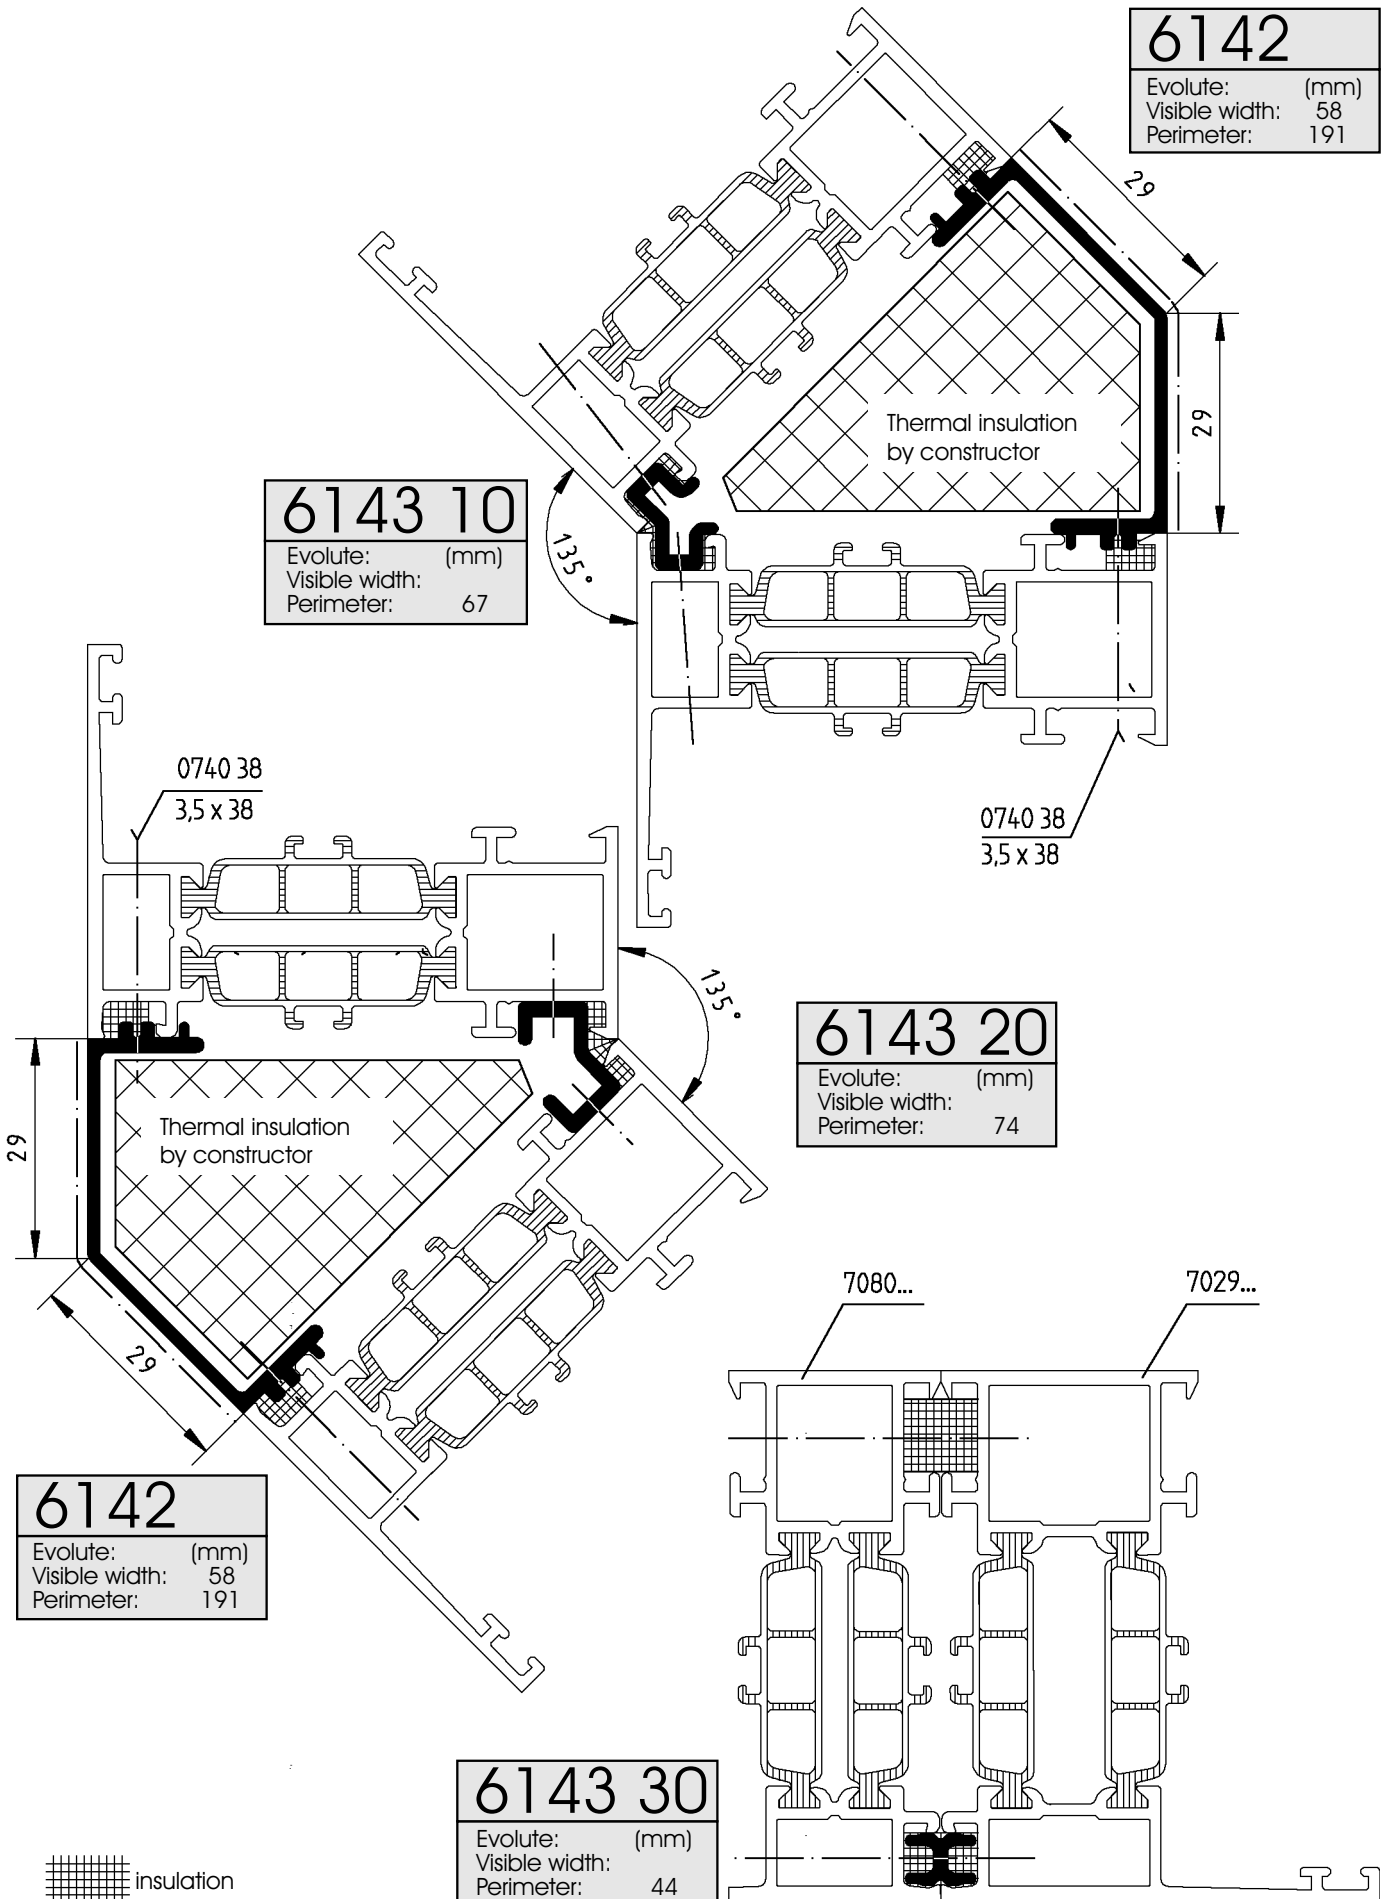 6142
Evolute: (mm)
Visible width: 58
Perimeter: 191
29
29
Thermal insulation
by constructor
6143 10
Evolute: (mm)
Visible width:
Perimeter: 67
135°
0740 38
3,5 x 38
0740 38
3,5 x 38
135°
6143 20
Evolute: (mm)
Visible width:
Perimeter: 74
Thermal insulation
by constructor
29
29
7080...
7029...
6142
Evolute: (mm)
Visible width: 58
Perimeter: 191
6143 30
Evolute: (mm)
Visible width:
Perimeter: 44
insulation